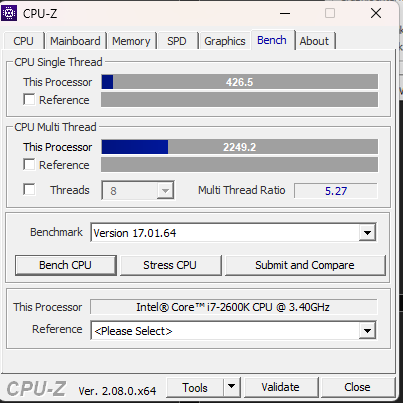 CPU-Z
CPU Mainboard Memory SPD Graphics Bench About
CPU Single Thread
This Processor 426.5
Reference
CPU Multi Thread
This Processor 2249.2
Reference
Threads 8 Multi Thread Ratio 5.27
Benchmark Version 17.01.64
Bench CPU Stress CPU Submit and Compare
This Processor Intel® Core™ i7-2600K CPU @ 3.40GHz
Reference <Please Select>
CPU-Z Ver. 2.08.0.x64 Tools Validate Close